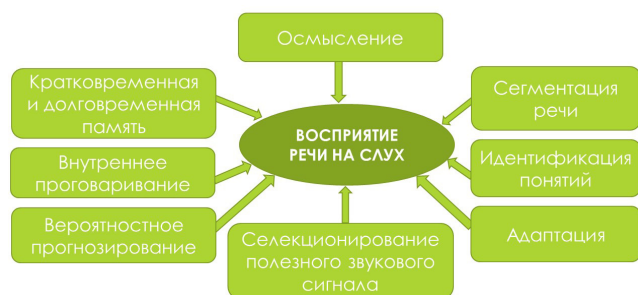 Осмысление
Кратковременная
и долговременная
память
Сегментация
речи
ВОСПРИЯТИЕ
РЕЧИ НА СЛУХ
Внутреннее
проговаривание
Идентификация
понятий
Вероятностное
прогнозирование
Селекционирование
полезного звукового
сигнала
Адаптация